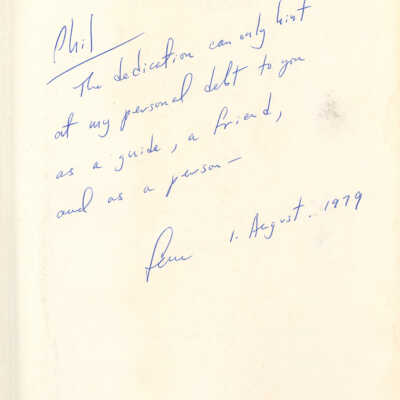 Phil
The dedication can only hint
at my personal debt to you
as a guide, a friend,
and as a person—
1. August. 1979